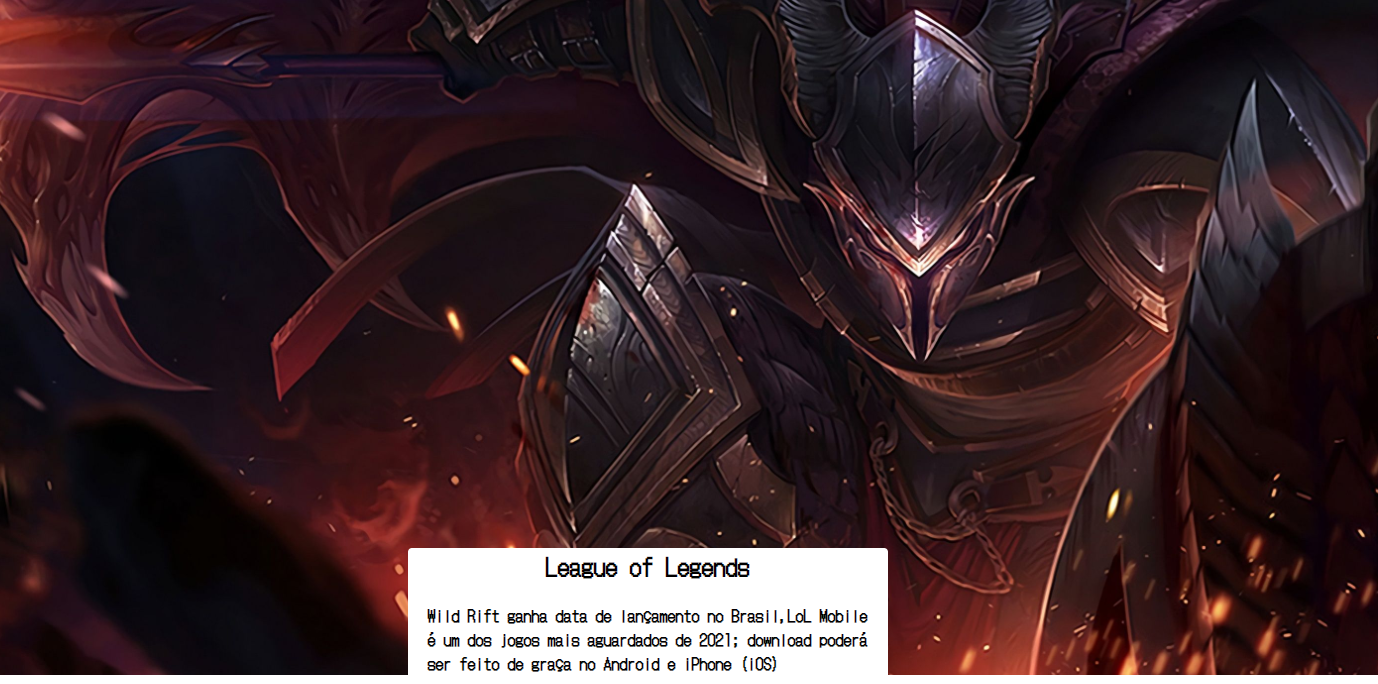 League of Legends
Wild Rift ganha data de lançamento no Brasil,LoL Mobile
é um dos jogos mais aguardados de 2021; download poderá
ser feito de graça no Android e iPhone (iOS)